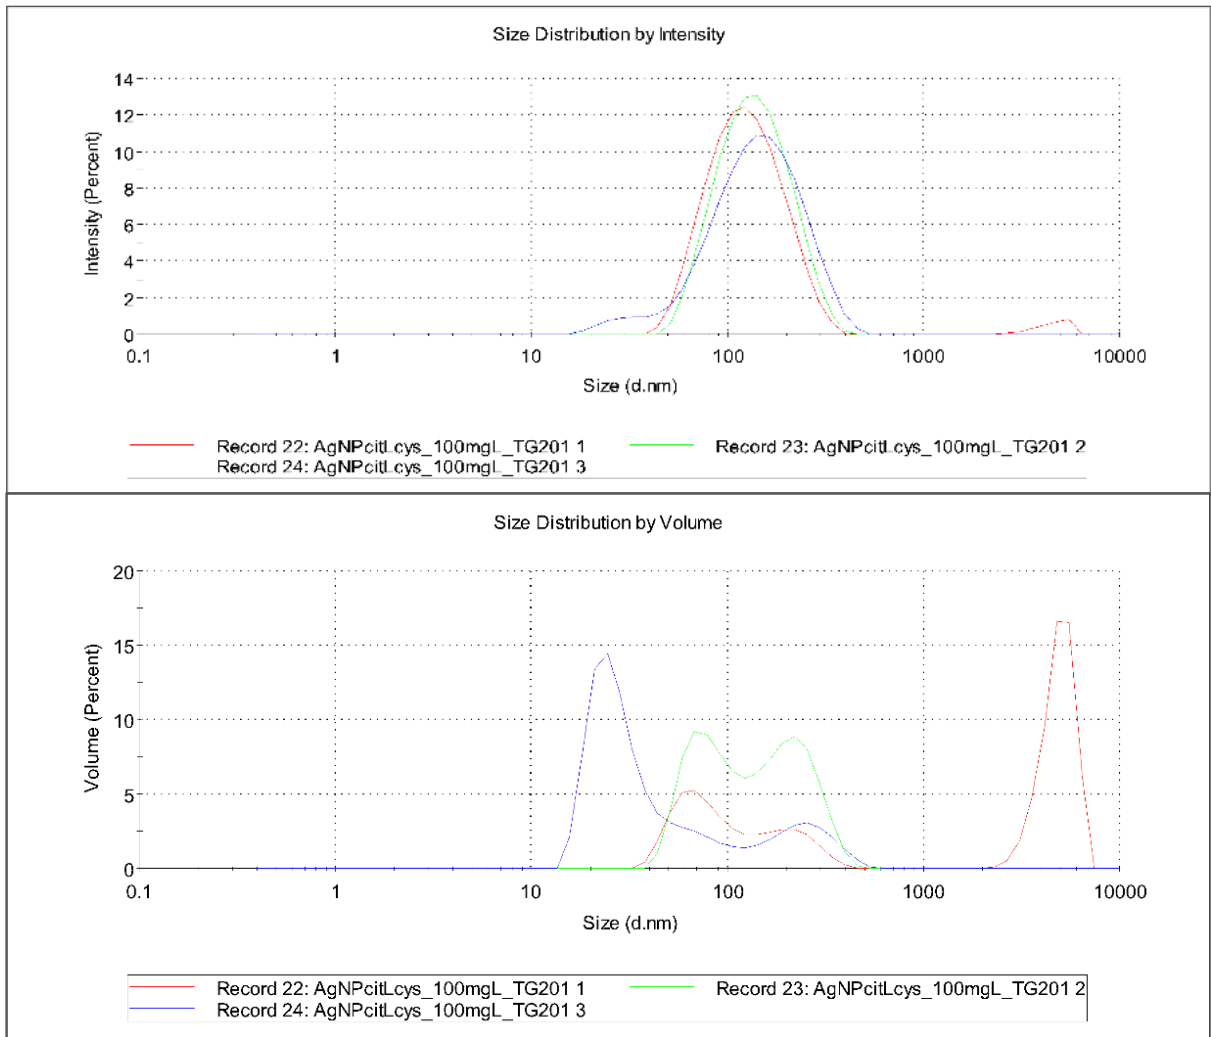 Size Distribution by Intensity
14
12
10
8
6
4
2
0
Intensity (Percent)
0.1 1 10 100 1000 10000
Size (d.nm)
Record 22: AgNPcitLcys_100mgL_TG201 1 Record 23: AgNPcitLcys_100mgL_TG201 2
Record 24: AgNPcitLcys_100mgL_TG201 3
Size Distribution by Volume
20
15
10
5
0
Volume (Percent)
0.1 1 10 100 1000 10000
Size (d.nm)
Record 22: AgNPcitLcys_100mgL_TG201 1 Record 23: AgNPcitLcys_100mgL_TG201 2
Record 24: AgNPcitLcys_100mgL_TG201 3